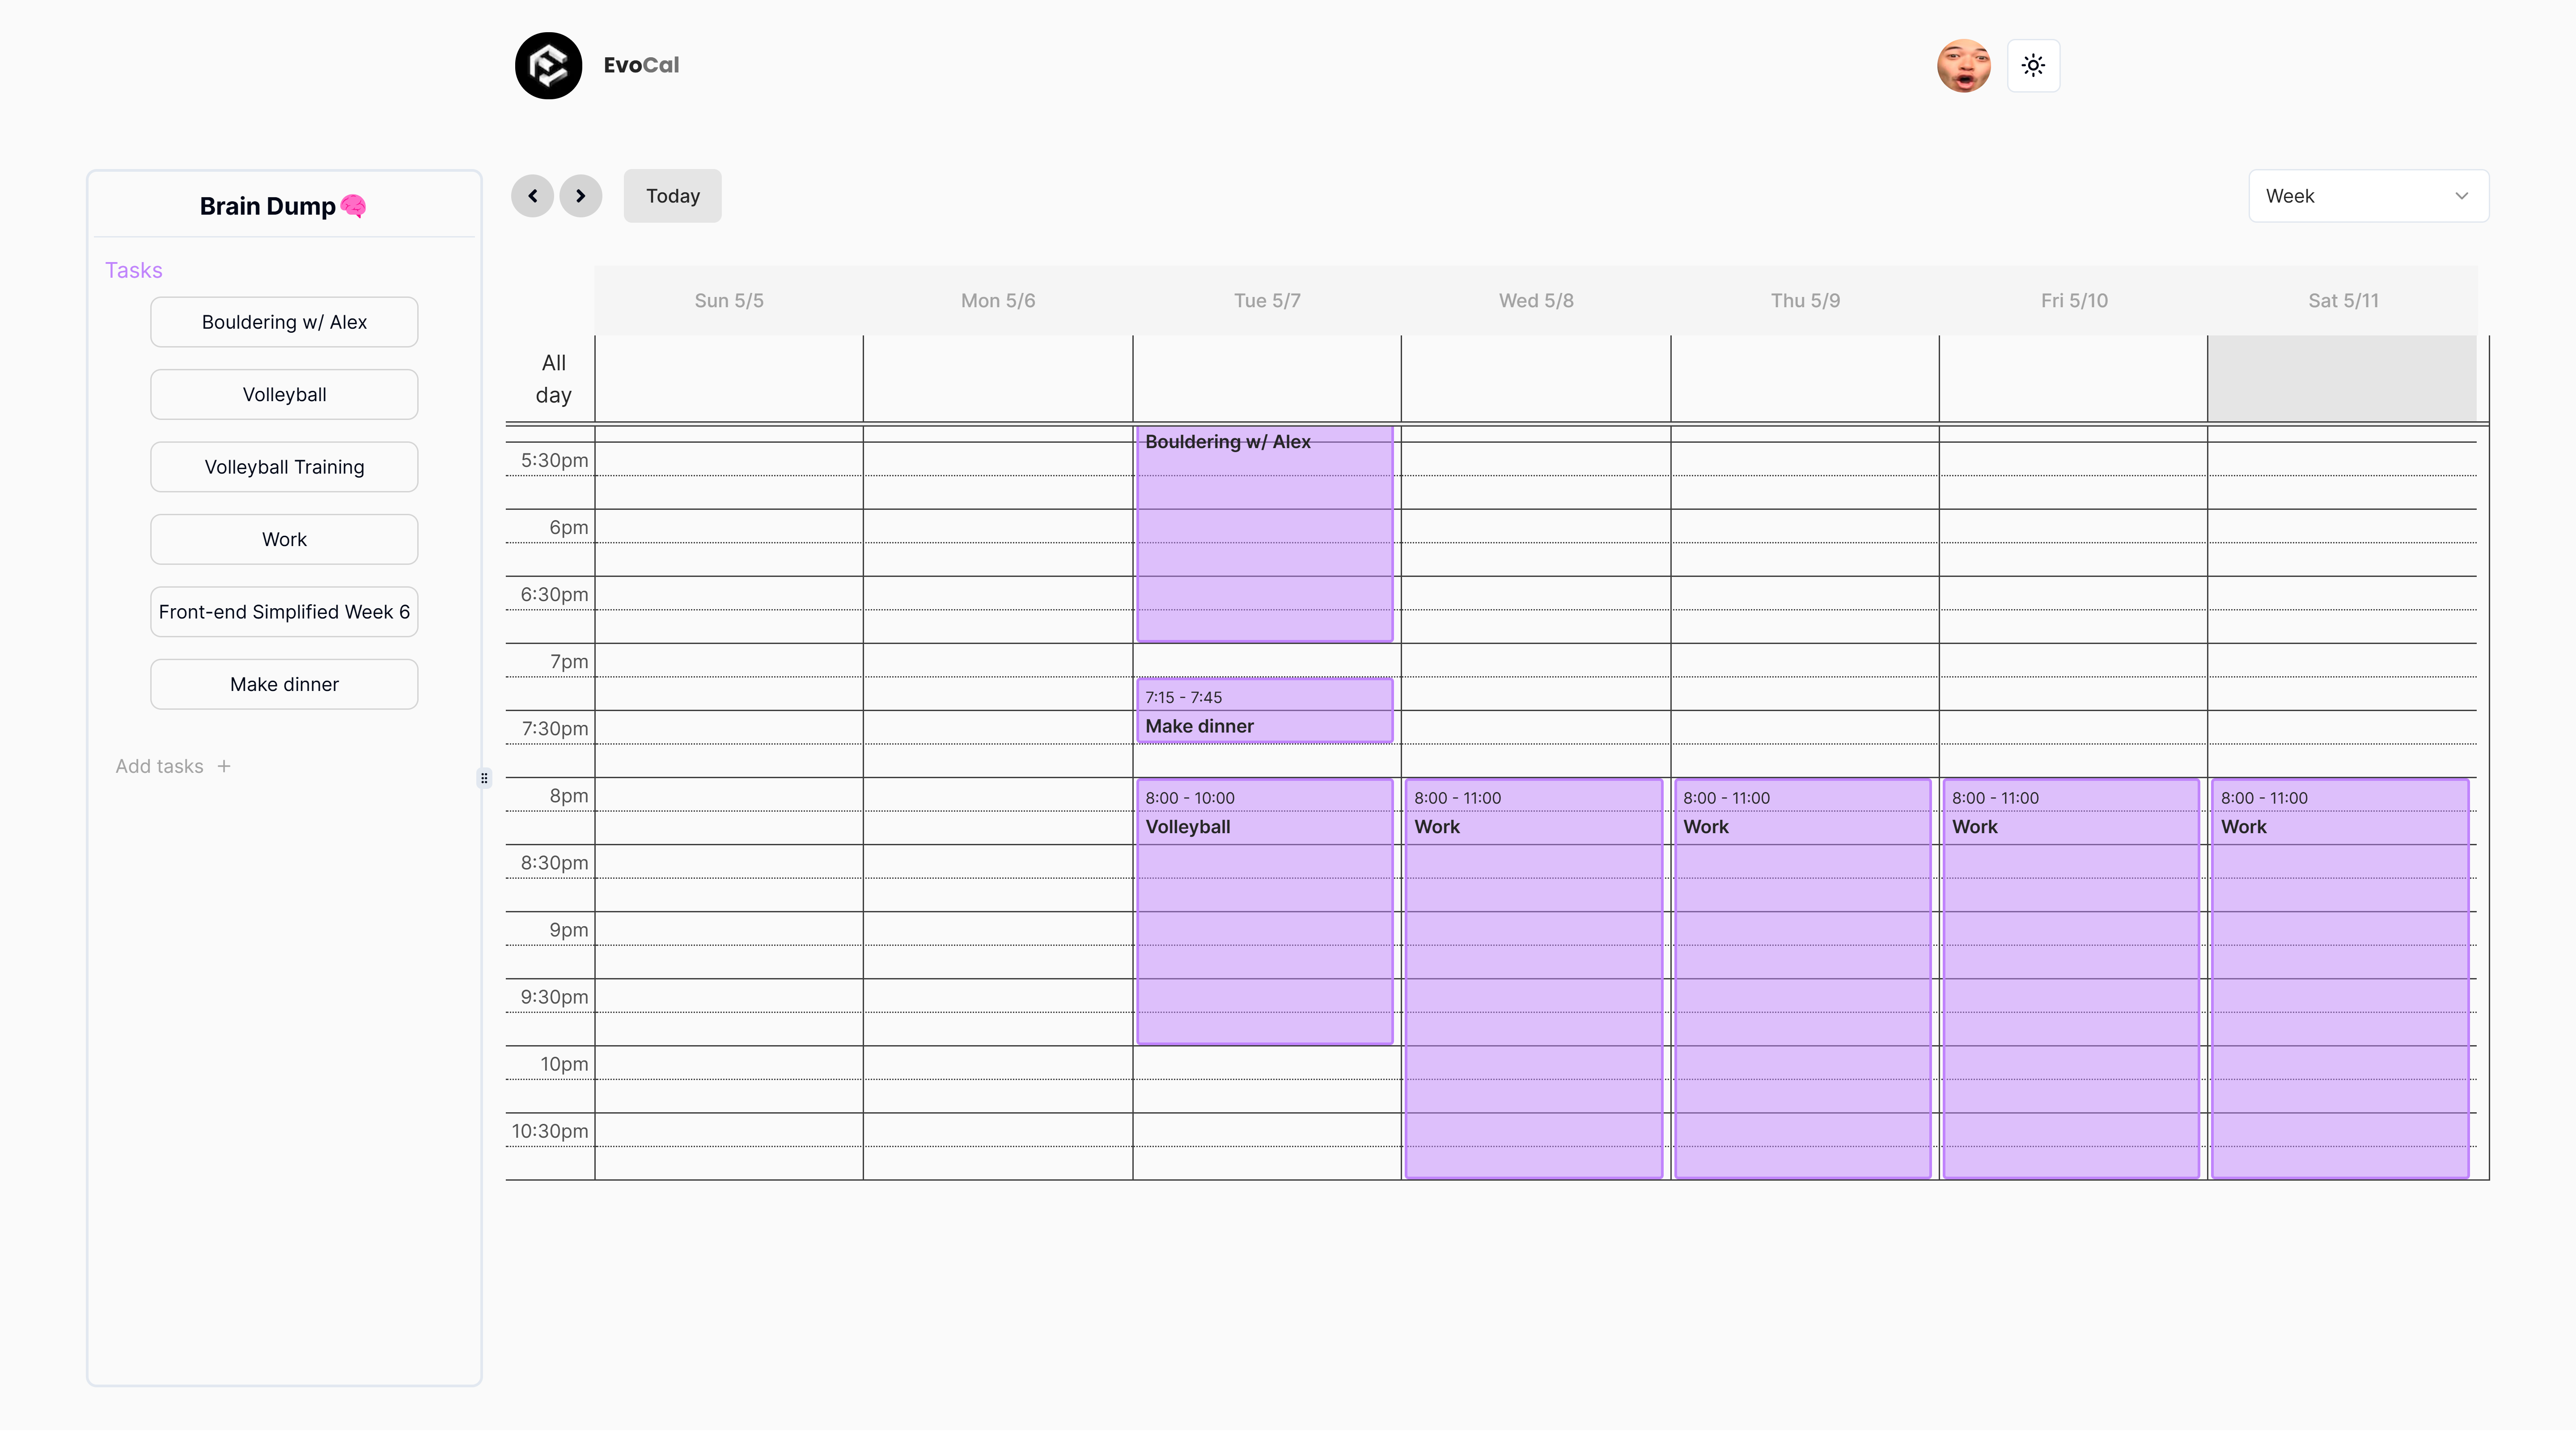 EvoCal
Brain Dump🧠
Tasks
Bouldering w/ Alex
Volleyball
Volleyball Training
Work
Front-end Simplified Week 6
Make dinner
Add tasks +
Today
Week
Sun 5/5
Mon 5/6
Tue 5/7
Wed 5/8
Thu 5/9
Fri 5/10
Sat 5/11
All
day
5:30pm
6pm
6:30pm
7pm
7:30pm
8pm
8:30pm
9pm
9:30pm
10pm
10:30pm
Bouldering w/ Alex
7:15 - 7:45
Make dinner
8:00 - 10:00
Volleyball
8:00 - 11:00
Work
8:00 - 11:00
Work
8:00 - 11:00
Work
8:00 - 11:00
Work